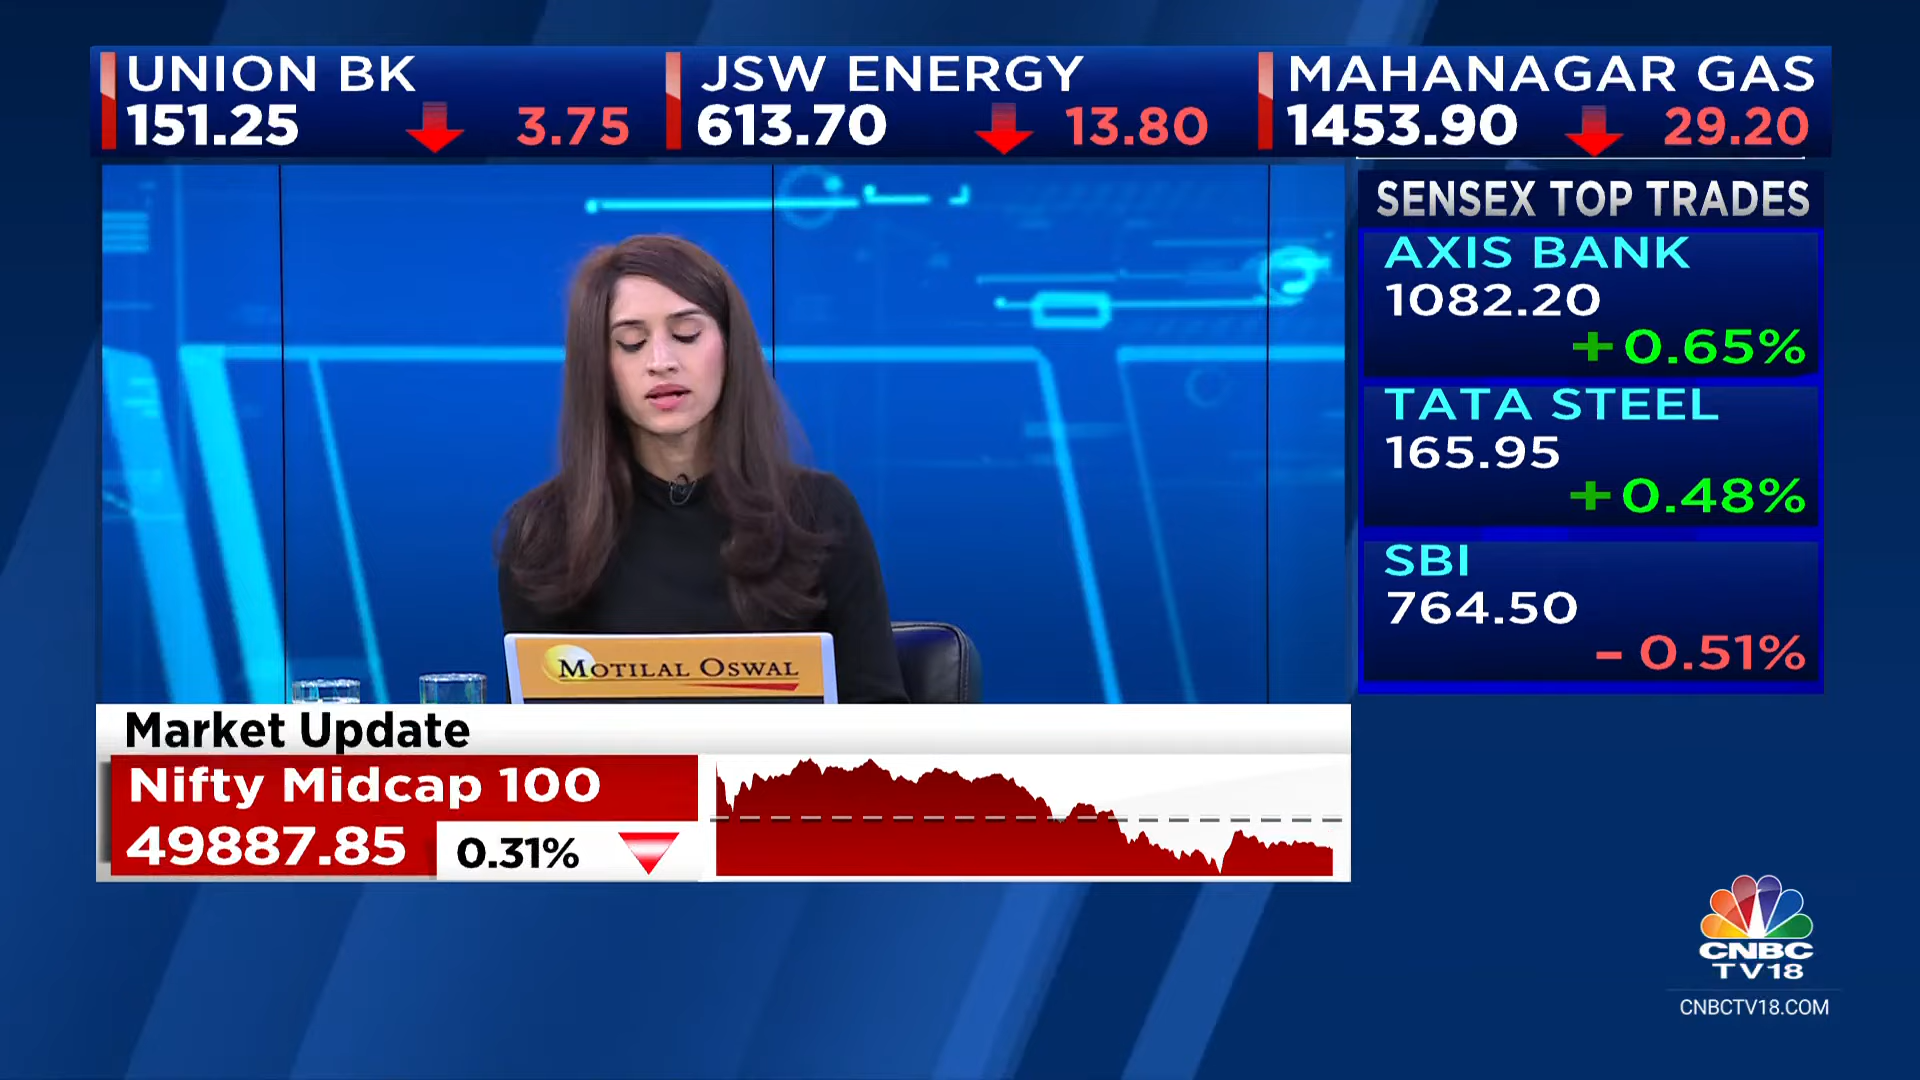 UNION BK
151.25 3.75
JSW ENERGY
613.70 13.80
MAHANAGAR GAS
1453.90 29.20
SENSEX TOP TRADES
AXIS BANK
1082.20
+0.65%
TATA STEEL
165.95
+0.48%
SBI
764.50
-0.51%
MOTILAL OSWAL
Market Update
Nifty Midcap 100
49887.85 0.31%
CNBC
TV18
CNBCTV18.COM